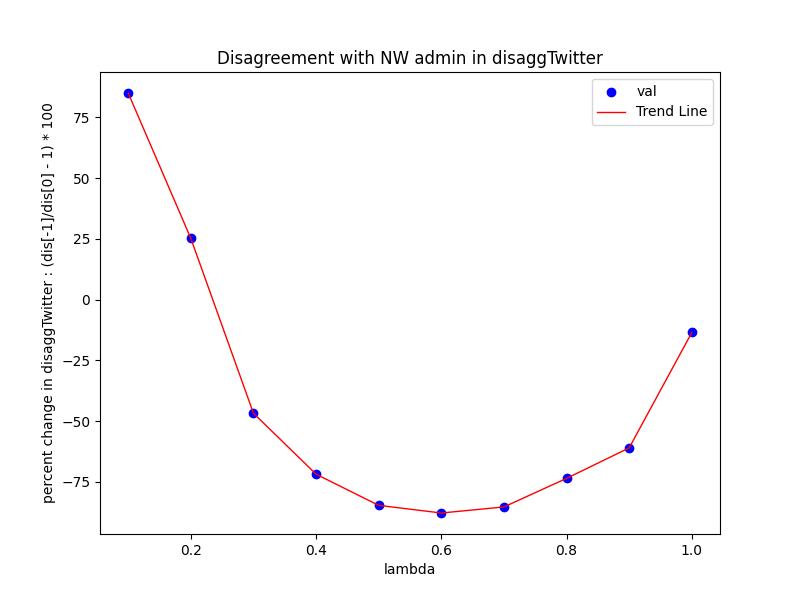 Disagreement with NW admin in disaggTwitter
val
Trend Line
percent change in disaggTwitter : (dis[-1]/dis[0] - 1) * 100
75
50
25
0
−25
−50
−75
0.2
0.4
0.6
0.8
1.0
lambda